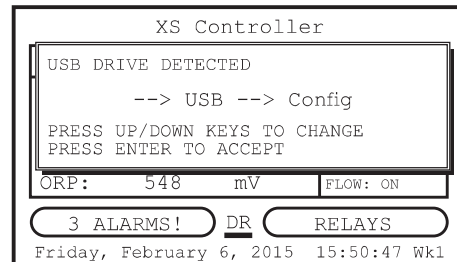 XS Controller
USB DRIVE DETECTED
--> USB --> Config
PRESS UP/DOWN KEYS TO CHANGE
PRESS ENTER TO ACCEPT
ORP: 548 mV FLOW: ON
3 ALARMS! DR RELAYS
Friday, February 6, 2015 15:50:47 Wk1